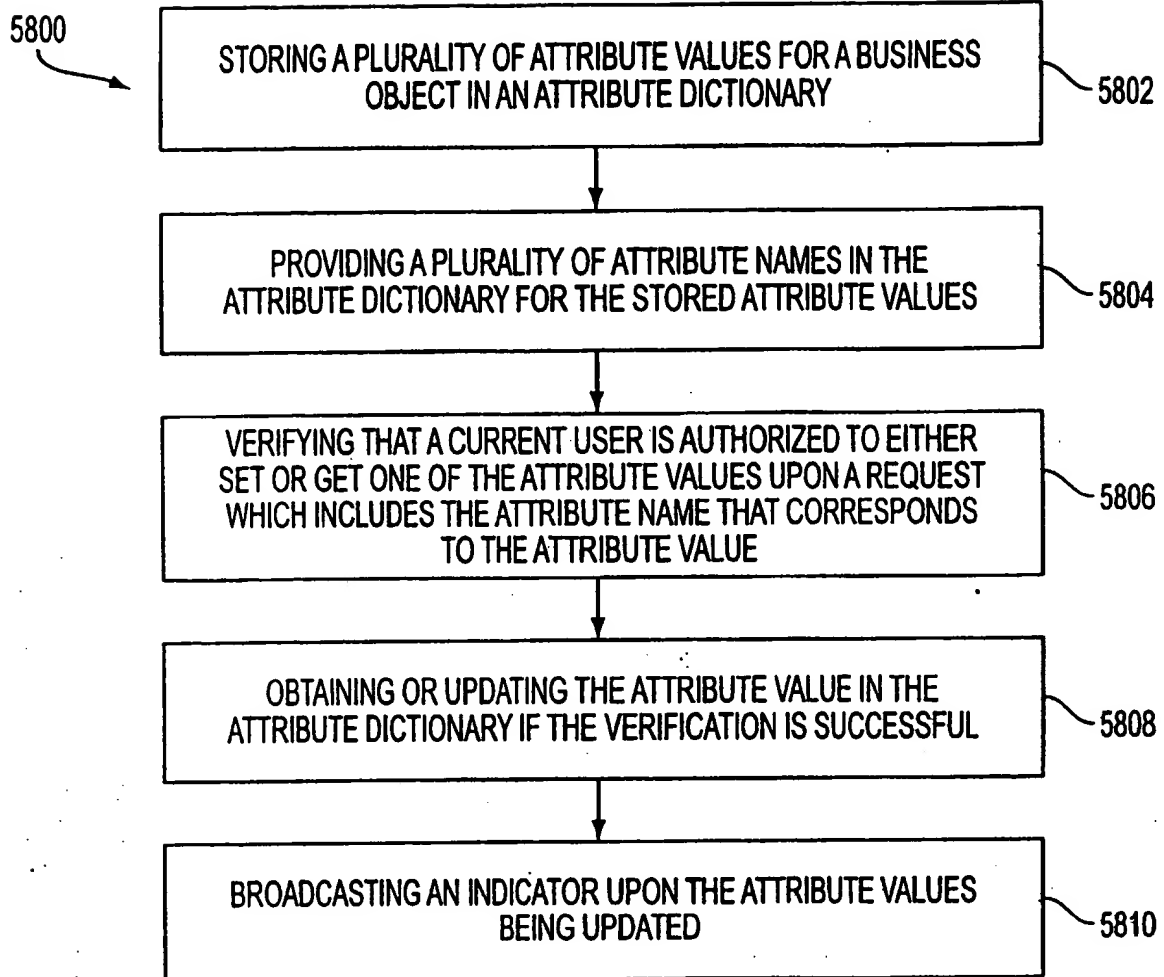 5800
STORING A PLURALITY OF ATTRIBUTE VALUES FOR A BUSINESS
OBJECT IN AN ATTRIBUTE DICTIONARY
5802
PROVIDING A PLURALITY OF ATTRIBUTE NAMES IN THE
ATTRIBUTE DICTIONARY FOR THE STORED ATTRIBUTE VALUES
5804
VERIFYING THAT A CURRENT USER IS AUTHORIZED TO EITHER
SET OR GET ONE OF THE ATTRIBUTE VALUES UPON A REQUEST
WHICH INCLUDES THE ATTRIBUTE NAME THAT CORRESPONDS
TO THE ATTRIBUTE VALUE
5806
OBTAINING OR UPDATING THE ATTRIBUTE VALUE IN THE
ATTRIBUTE DICTIONARY IF THE VERIFICATION IS SUCCESSFUL
5808
BROADCASTING AN INDICATOR UPON THE ATTRIBUTE VALUES
BEING UPDATED
5810